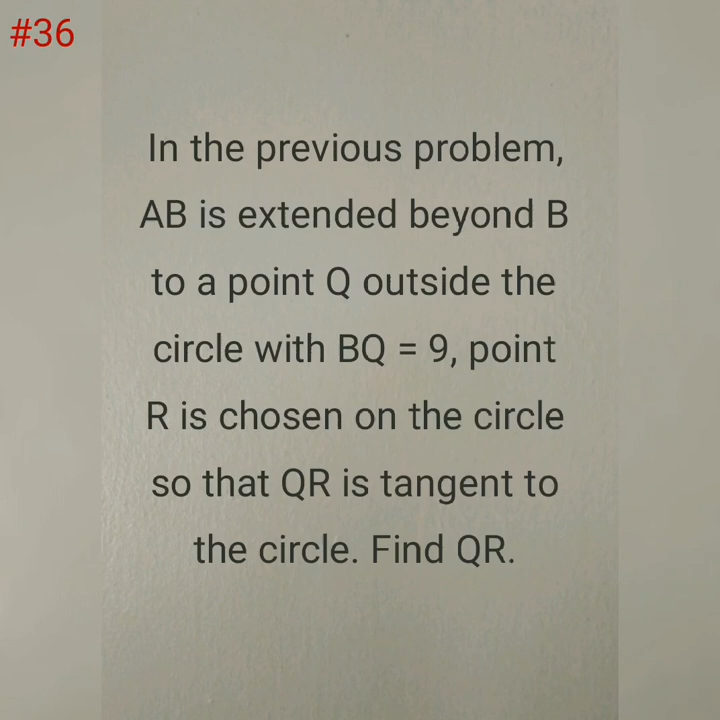 #36
In the previous problem,
AB is extended beyond B
to a point Q outside the
circle with BQ = 9, point
R is chosen on the circle
so that QR is tangent to
the circle. Find QR.